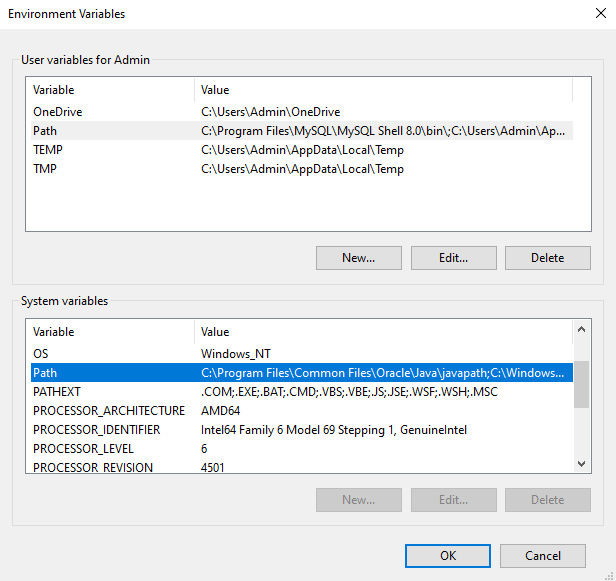 Environment Variables
User variables for Admin
Variable Value
OneDrive C:\Users\Admin\OneDrive
Path C:\Program Files\MySQL\MySQL Shell 8.0\bin\;C:\Users\Admin\Ap...
TEMP C:\Users\Admin\AppData\Local\Temp
TMP C:\Users\Admin\AppData\Local\Temp
New... Edit... Delete
System variables
Variable Value
OS Windows_NT
Path C:\Program Files\Common Files\Oracle\Java\javapath;C:\Windows...
PATHEXT .COM;.EXE;.BAT;.CMD;.VBS;.VBE;.JS;.JSE;.WSF;.WSH;.MSC
PROCESSOR_ARCHITECTURE AMD64
PROCESSOR_IDENTIFIER Intel64 Family 6 Model 69 Stepping 1, GenuineIntel
PROCESSOR_LEVEL 6
PROCESSOR_REVISION 4501
New... Edit... Delete
OK Cancel